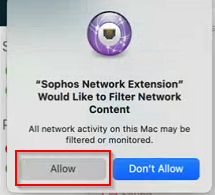 “Sophos Network Extension”
Would Like to Filter Network
Content
All network activity on this Mac may be
filtered or monitored.
Allow
Don't Allow